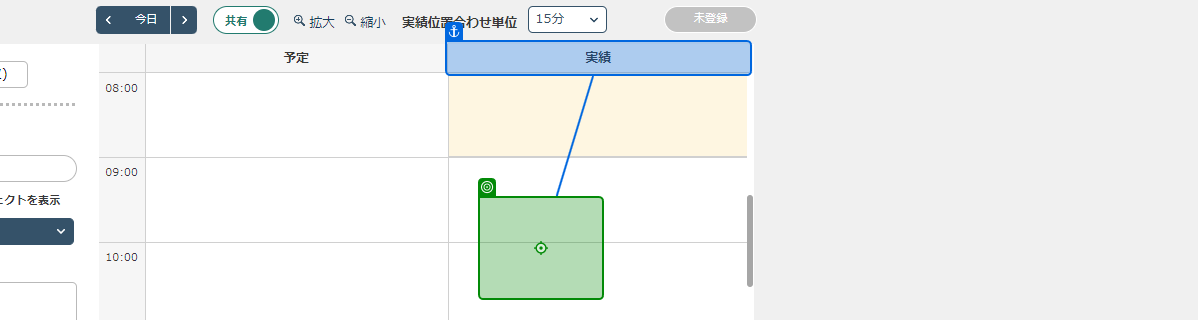 今日
共有
拡大
縮小
実績位置合わせ単位
15分
未登録
予定
実績
08:00
09:00
ェクトを表示
10:00